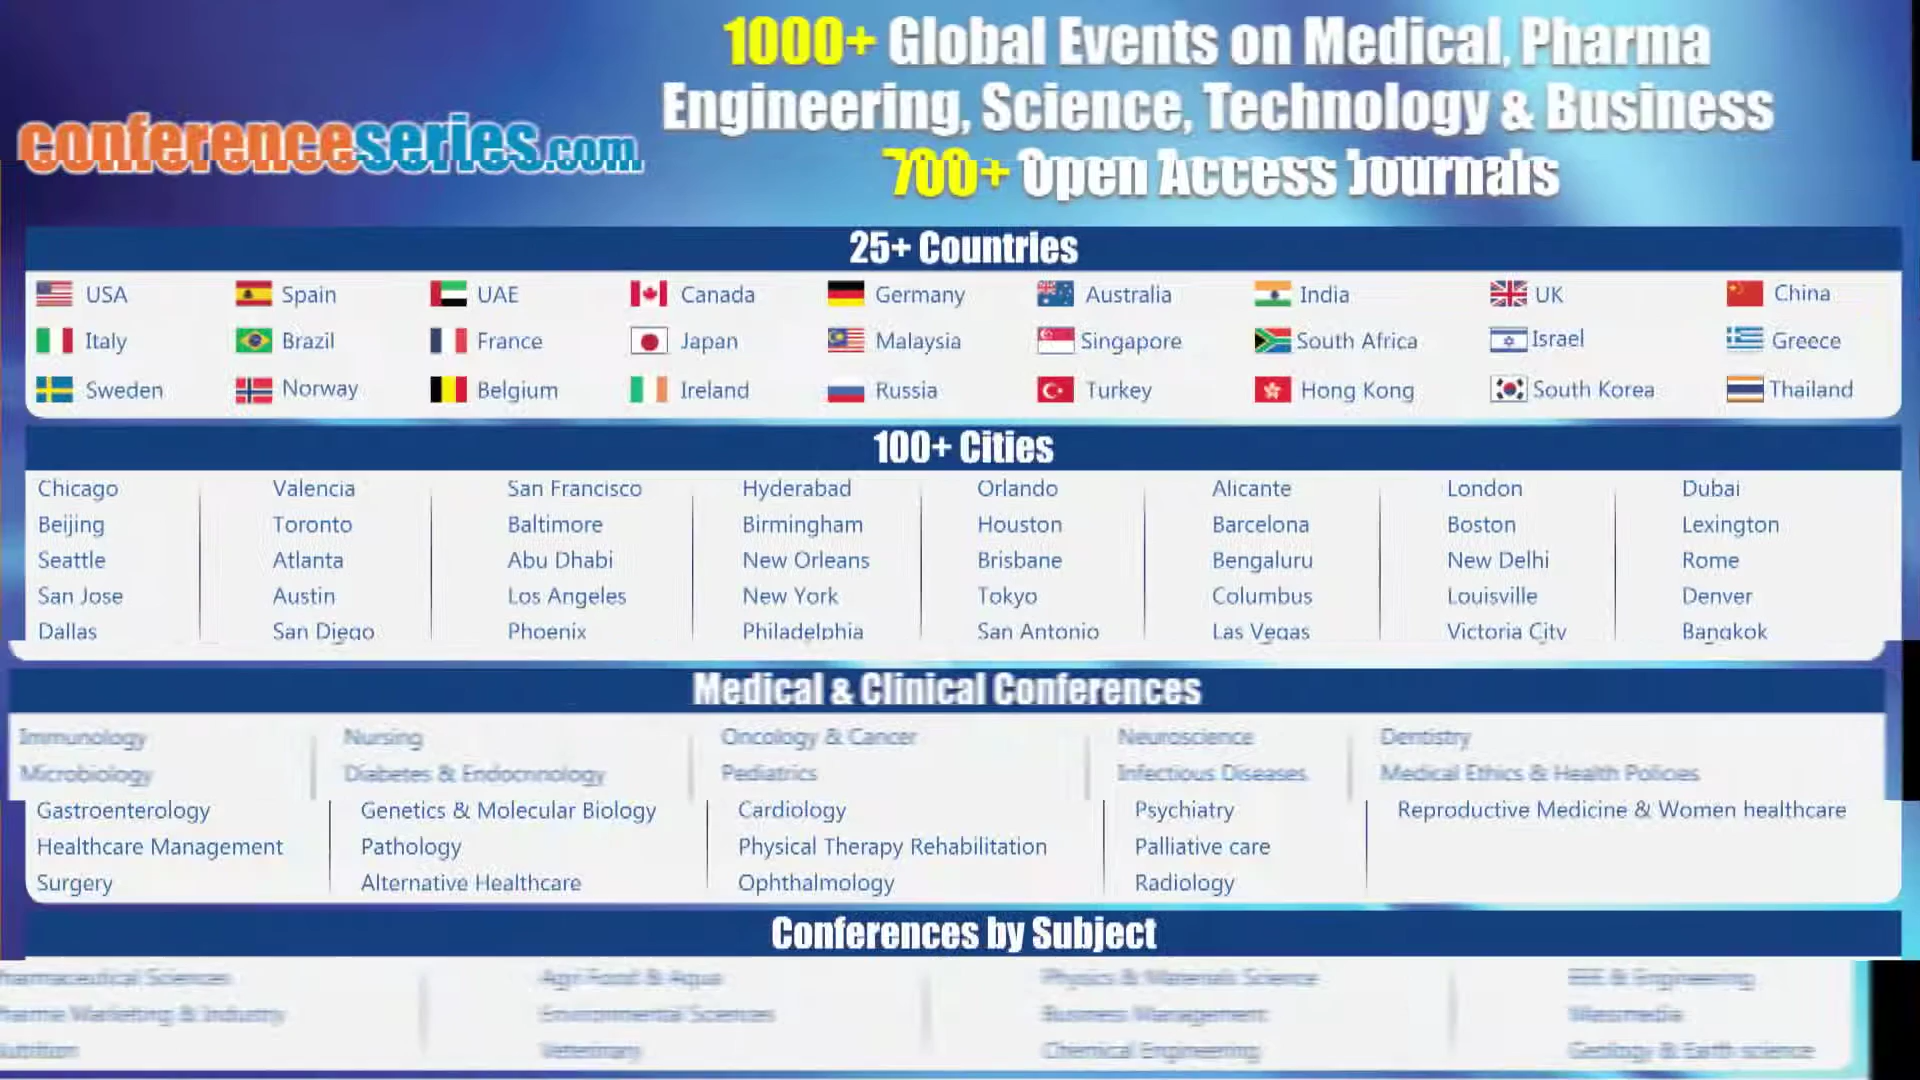 1000+ Global Events on Medical, Pharma
Engineering, Science, Technology & Business
700+ Open Access Journals
conferenceseries.com
25+ Countries
USA Spain UAE Canada Germany Australia India UK China
Italy Brazil France Japan Malaysia Singapore South Africa Israel Greece
Sweden Norway Belgium Ireland Russia Turkey Hong Kong South Korea Thailand
100+ Cities
Chicago Valencia San Francisco Hyderabad Orlando Alicante London Dubai
Beijing Toronto Baltimore Birmingham Houston Barcelona Boston Lexington
Seattle Atlanta Abu Dhabi New Orleans Brisbane Bengaluru New Delhi Rome
San Jose Austin Los Angeles New York Tokyo Columbus Louisville Denver
Dallas San Diego Phoenix Philadelphia San Antonio Las Vegas Victoria City Bangkok
Medical & Clinical Conferences
Immunology Nursing Oncology & Cancer Neuroscience Dentistry
Microbiology Diabetes & Endocrinology Pediatrics Infectious Diseases Medical Ethics & Health Policies
Gastroenterology Genetics & Molecular Biology Cardiology Psychiatry Reproductive Medicine & Women healthcare
Healthcare Management Pathology Physical Therapy Rehabilitation Palliative care
Surgery Alternative Healthcare Ophthalmology Radiology
Conferences by Subject
Sciences Agri Food & Aqua Physics & Materials Science & Engineering
Marketing & Industry Environmental Sciences Business Management
Veterinary Chemical Engineering Geology & Earth science